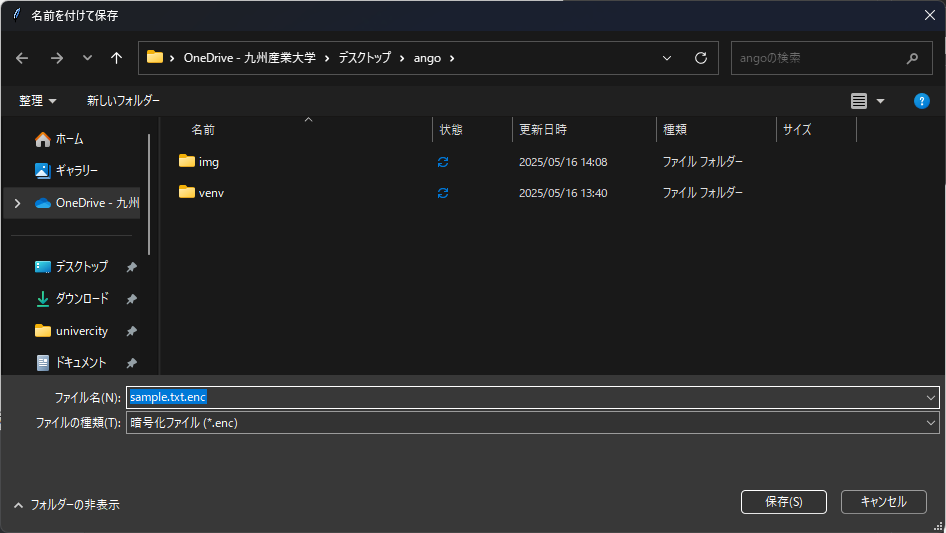 名前を付けて保存
OneDrive - 九州産業大学 › デスクトップ › ango ›
angoの検索
整理 新しいフォルダー
名前 状態 更新日時 種類 サイズ
img 2025/05/16 14:08 ファイル フォルダー
venv 2025/05/16 13:40 ファイル フォルダー
ホーム
ギャラリー
OneDrive - 九州
デスクトップ
ダウンロード
univercity
ドキュメント
ファイル名(N): sample.txt.enc
ファイルの種類(T): 暗号化ファイル (*.enc)
フォルダーの非表示
保存(S) キャンセル